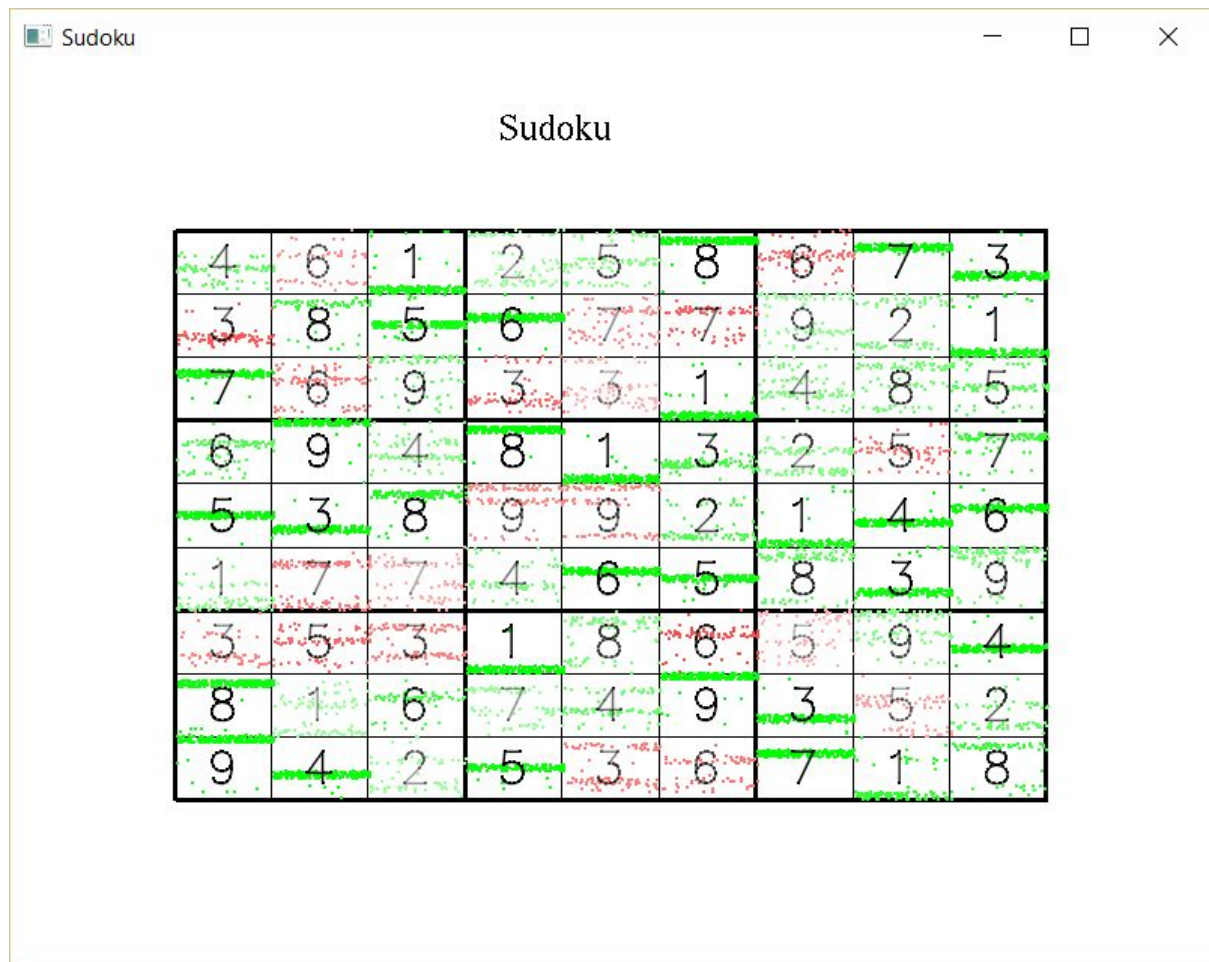 Sudoku
Sudoku
4 6 1 2 5 8 6 7 3
3 8 5 6 7 7 9 2 1
7 6 9 3 3 1 4 8 5
6 9 4 8 1 3 2 5 7
5 3 8 9 9 2 1 4 6
1 7 7 4 6 5 8 3 9
3 5 3 1 8 6 5 9 4
8 1 6 7 4 9 3 5 2
9 4 2 5 3 6 7 1 8